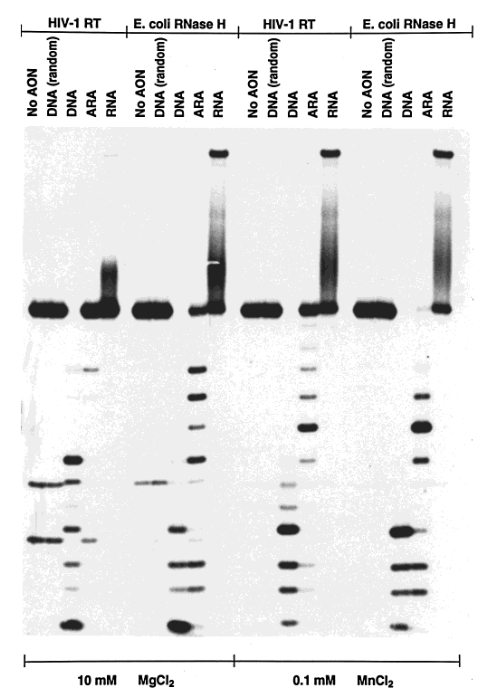 HIV-1 RT E. coli RNase H HIV-1 RT E. coli RNase H
No AON DNA (random) DNA ARA RNA No AON DNA (random) DNA ARA RNA No AON DNA (random) DNA ARA RNA No AON DNA (random) DNA ARA RNA
10 mM MgCl₂ 0.1 mM MnCl₂